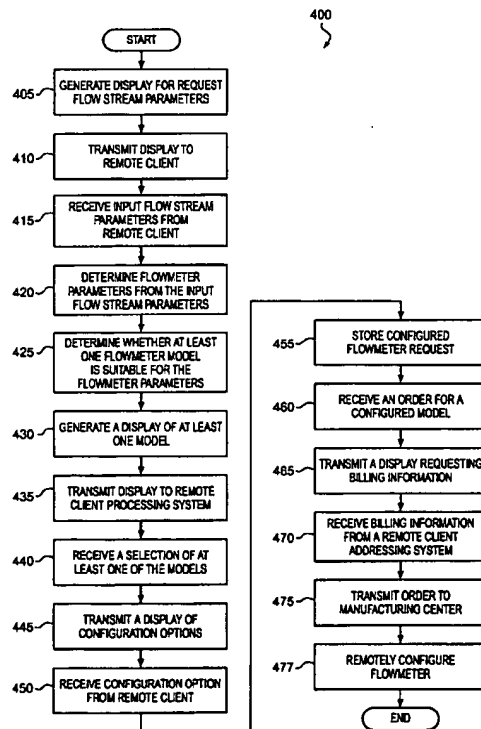 400
START
405
GENERATE DISPLAY FOR REQUEST
FLOW STREAM PARAMETERS
410
TRANSMIT DISPLAY TO
REMOTE CLIENT
415
RECEIVE INPUT FLOW STREAM
PARAMETERS FROM
REMOTE CLIENT
420
DETERMINE FLOWMETER
PARAMETERS FROM THE INPUT
FLOW STREAM PARAMETERS
425
DETERMINE WHETHER AT LEAST
ONE FLOWMETER MODEL
IS SUITABLE FOR THE
FLOWMETER PARAMETERS
430
GENERATE A DISPLAY OF AT LEAST
ONE MODEL
435
TRANSMIT DISPLAY TO REMOTE
CLIENT PROCESSING SYSTEM
440
RECEIVE A SELECTION OF AT
LEAST ONE OF THE MODELS
445
TRANSMIT A DISPLAY OF
CONFIGURATION OPTIONS
450
RECEIVE CONFIGURATION OPTION
FROM REMOTE CLIENT
455
STORE CONFIGURED
FLOWMETER REQUEST
460
RECEIVE AN ORDER FOR A
CONFIGURED MODEL
465
TRANSMIT A DISPLAY REQUESTING
BILLING INFORMATION
470
RECEIVE BILLING INFORMATION
FROM A REMOTE CLIENT
ADDRESSING SYSTEM
475
TRANSMIT ORDER TO
MANUFACTURING CENTER
477
REMOTELY CONFIGURE
FLOWMETER
END